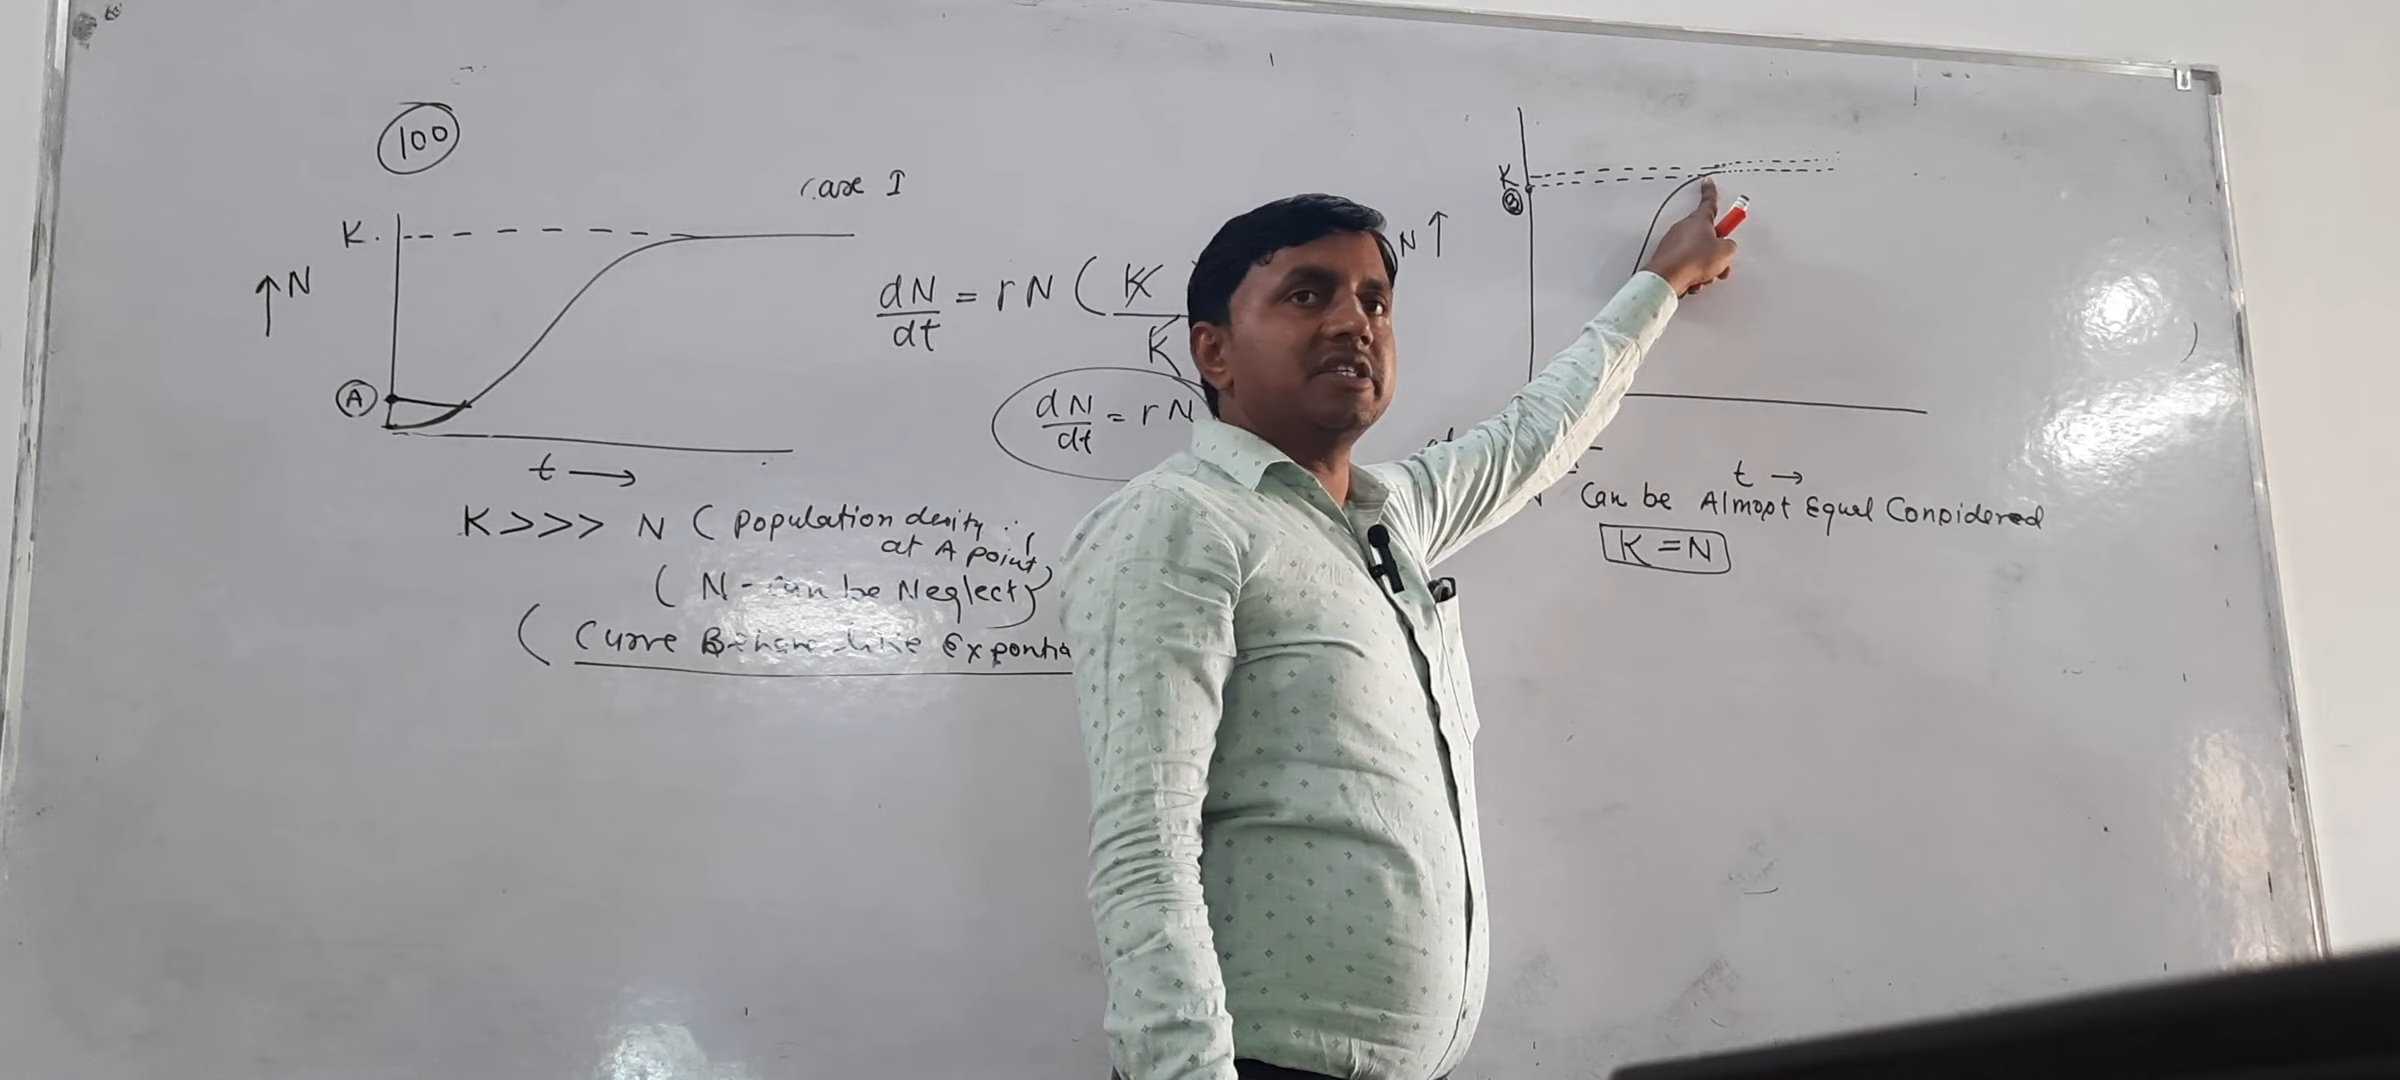 100
Case I
K
↑N
A
t →
dN/dt = rN (K
K
dN/dt = rN
K >>> N (Population desity
at A point)
(N - can be Neglect)
(Curve Behave like Exponti
K
B
N↑
t →
Can be Almost Equal Considered
K = N